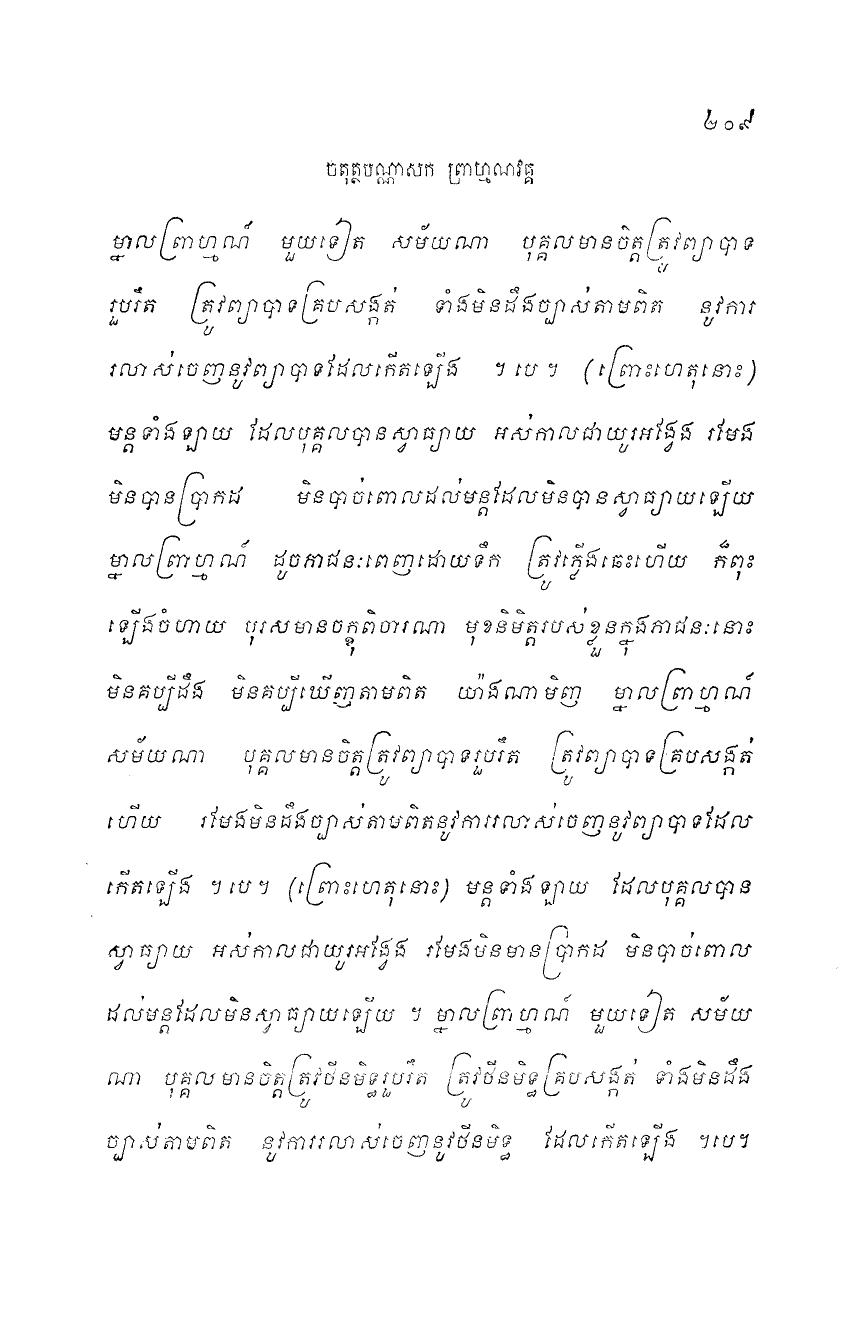 ២០៩
ចតុត្ថបណ្ណាសក ព្រាហ្មណវគ្គ
ម្នាលព្រាហ្មណ៍ មួយទៀត សម័យណា បុគ្គលមានចិត្តត្រូវព្យាបាទ
រួបរឹត ត្រូវព្យាបាទគ្របសង្កត់ ទាំងមិនដឹងច្បាស់តាមពិត នូវការ
រលាស់ចេញនូវព្យាបាទដែលកើតឡើង ។ បេ ។ (ព្រោះហេតុនោះ)
មន្តទាំងឡាយ ដែលបុគ្គលបានស្វាធ្យាយ អស់កាលជាយូរអង្វែង រមែង
មិនបានប្រាកដ មិនបាច់ពោលដល់មន្តដែលមិនបានស្វាធ្យាយឡើយ
ម្នាលព្រាហ្មណ៍ ដូចភាជនៈពេញដោយទឹក ត្រូវភ្លើងឆេះហើយ ក៏ពុះ
ឡើងចំហាយ បុរសមានចក្ខុពិចារណា មុខនិមិត្តរបស់ខ្លួនក្នុងភាជនៈនោះ
មិនគប្បីដឹង មិនគប្បីឃើញតាមពិត យ៉ាងណាមិញ ម្នាលព្រាហ្មណ៍
សម័យណា បុគ្គលមានចិត្តត្រូវព្យាបាទរួបរឹត ត្រូវព្យាបាទគ្របសង្កត់
ហើយ រមែងមិនដឹងច្បាស់តាមពិតនូវការរលាស់ចេញនូវព្យាបាទដែល
កើតឡើង ។ បេ ។ (ព្រោះហេតុនោះ) មន្តទាំងឡាយ ដែលបុគ្គលបាន
ស្វាធ្យាយ អស់កាលជាយូរអង្វែង រមែងមិនមានប្រាកដ មិនបាច់ពោល
ដល់មន្តដែលមិនស្វាធ្យាយឡើយ ។ ម្នាលព្រាហ្មណ៍ មួយទៀត សម័យ
ណា បុគ្គលមានចិត្តត្រូវថីនមិទ្ធរួបរឹត ត្រូវថីនមិទ្ធគ្របសង្កត់ ទាំងមិនដឹង
ច្បាស់តាមពិត នូវការរលាស់ចេញនូវថីនមិទ្ធ ដែលកើតឡើង ។បេ។